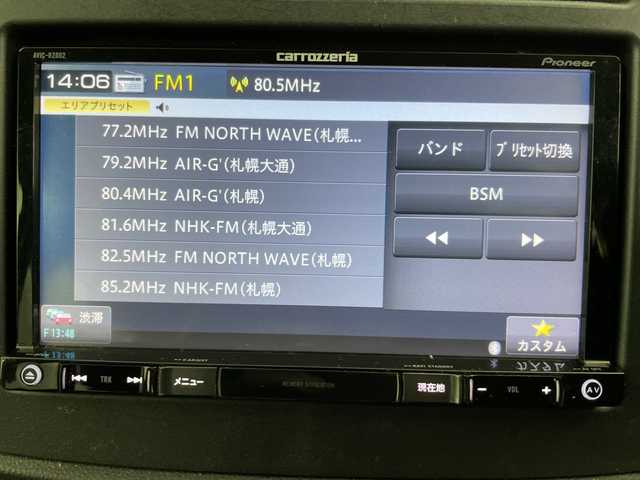 AVIC-RZ002
carrozzeria
Pioneer
14:06 FM1 80.5MHz
エリアプリセット
77.2MHz FM NORTH WAVE(札幌...
79.2MHz AIR-G'(札幌大通)
80.4MHz AIR-G'(札幌)
81.6MHz NHK-FM(札幌大通)
82.5MHz FM NORTH WAVE(札幌)
85.2MHz NHK-FM(札幌)
バンド
プリセット切換
BSM
渋滞
F 13:48
カスタム
TRK
メニュー
MEMORY NAVIGATION
現在地
− VOL +
AV